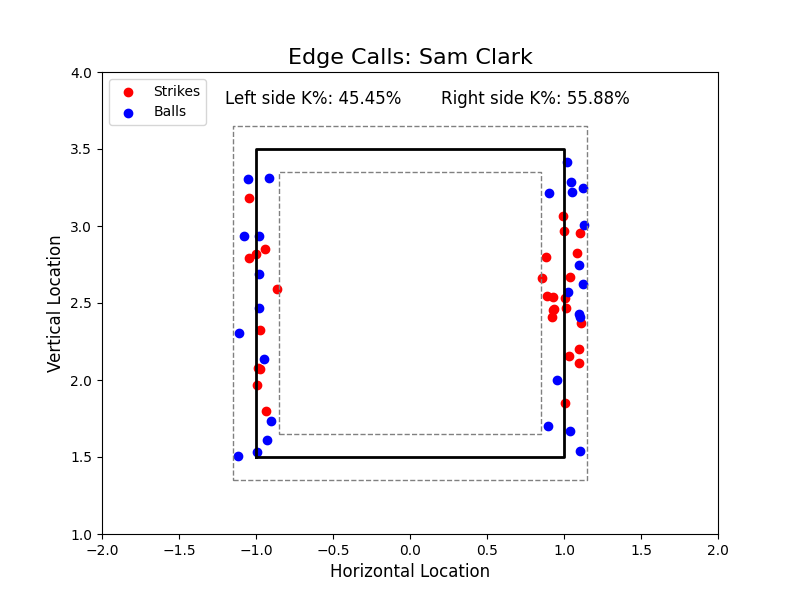 Edge Calls: Sam Clark
Strikes
Balls
Left side K%: 45.45%
Right side K%: 55.88%
4.0
3.5
3.0
2.5
2.0
1.5
1.0
Vertical Location
−2.0
−1.5
−1.0
−0.5
0.0
0.5
1.0
1.5
2.0
Horizontal Location